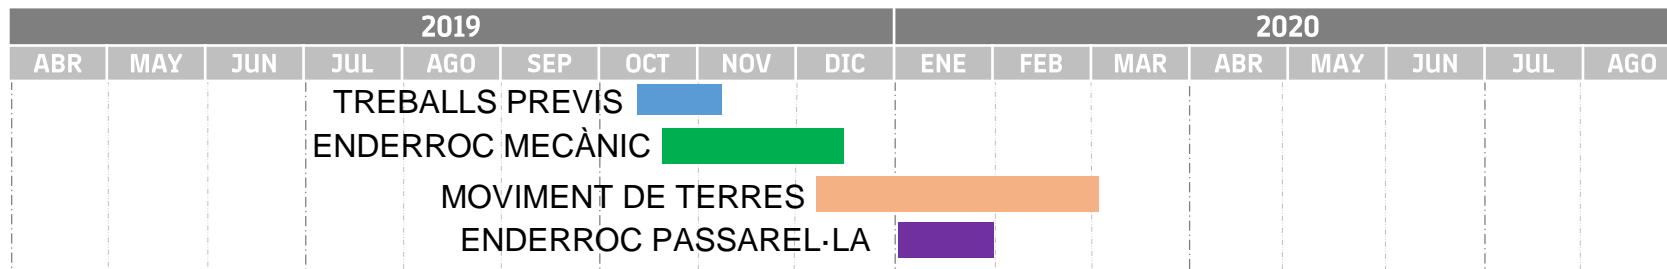 2019 2020
ABR MAY JUN JUL AGO SEP OCT NOV DIC ENE FEB MAR ABR MAY JUN JUL AGO
TREBALLS PREVIS
ENDERROC MECÀNIC
MOVIMENT DE TERRES
ENDERROC PASSAREL·LA